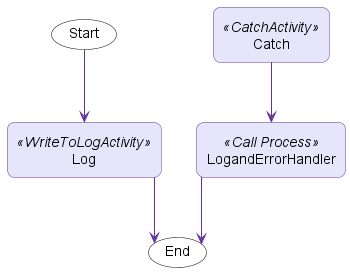 Start
«CatchActivity»
Catch
«WriteToLogActivity»
Log
«Call Process»
LogandErrorHandler
End